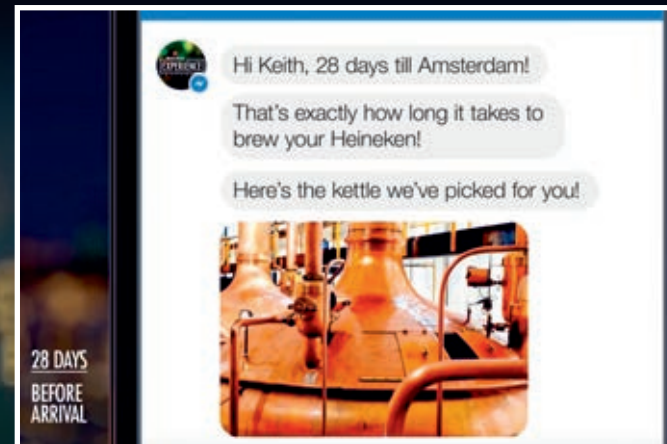 EXPERIENCE
Hi Keith, 28 days till Amsterdam!
That's exactly how long it takes to
brew your Heineken!
Here's the kettle we've picked for you!
28 DAYS
BEFORE
ARRIVAL